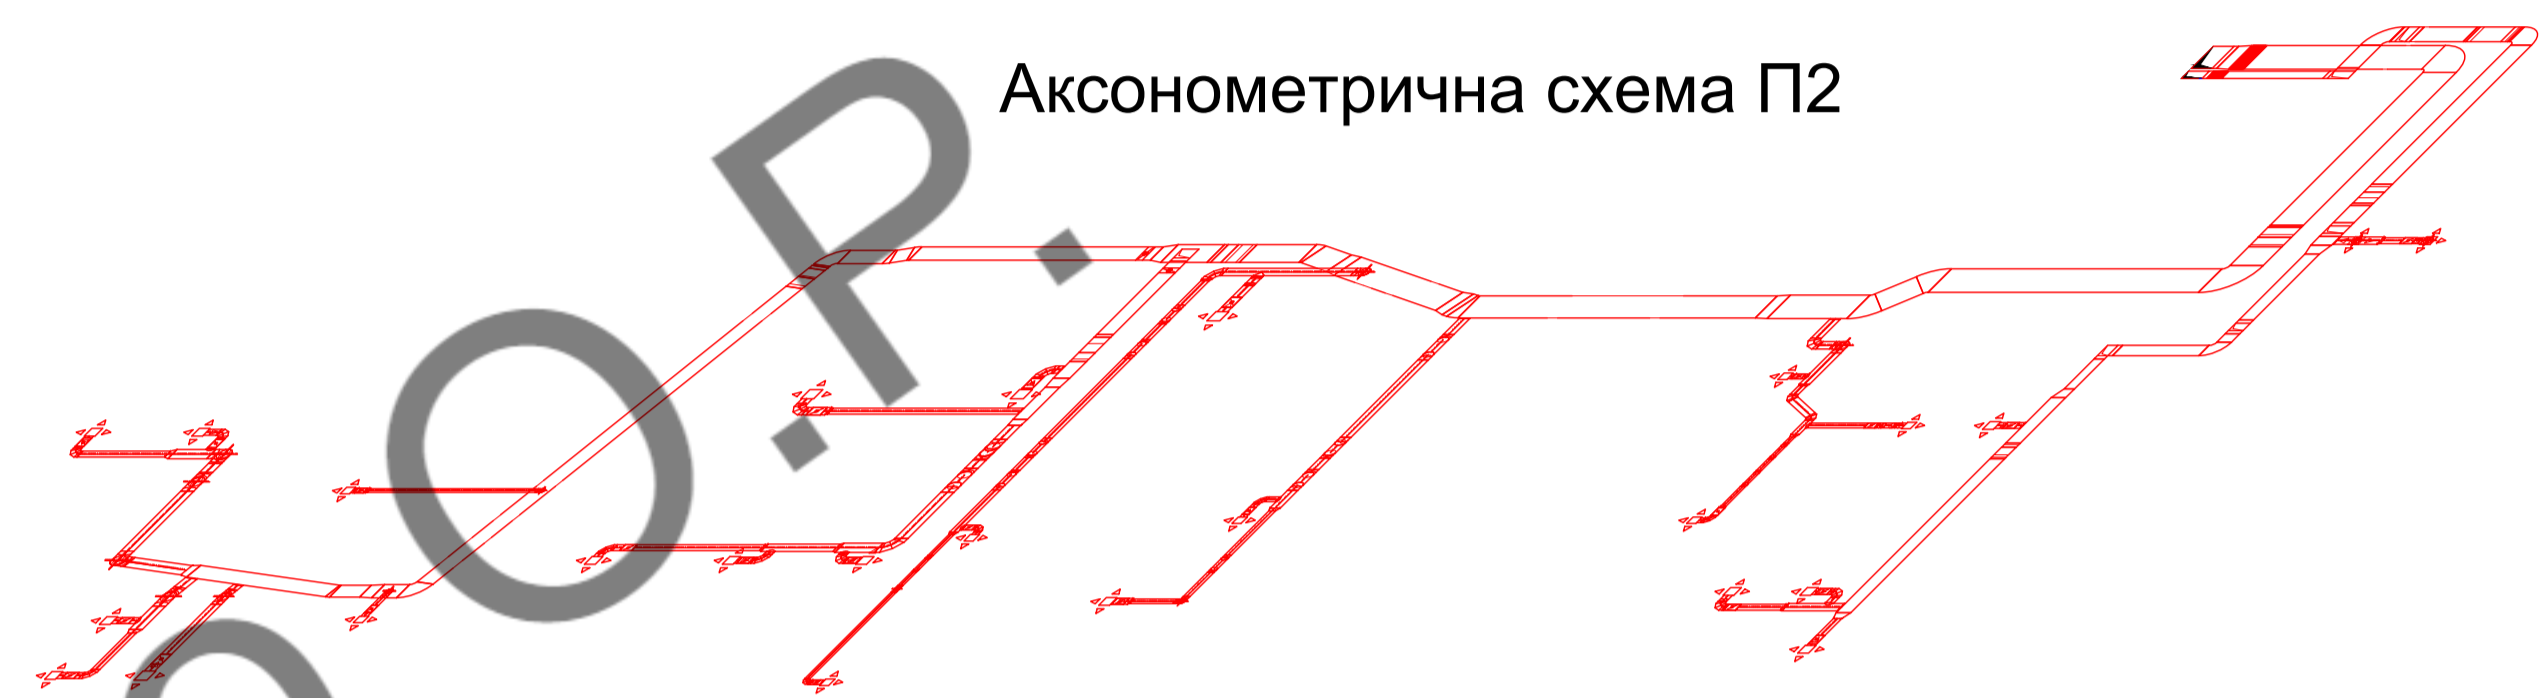 Аксонометрична схема П2
О.Р.